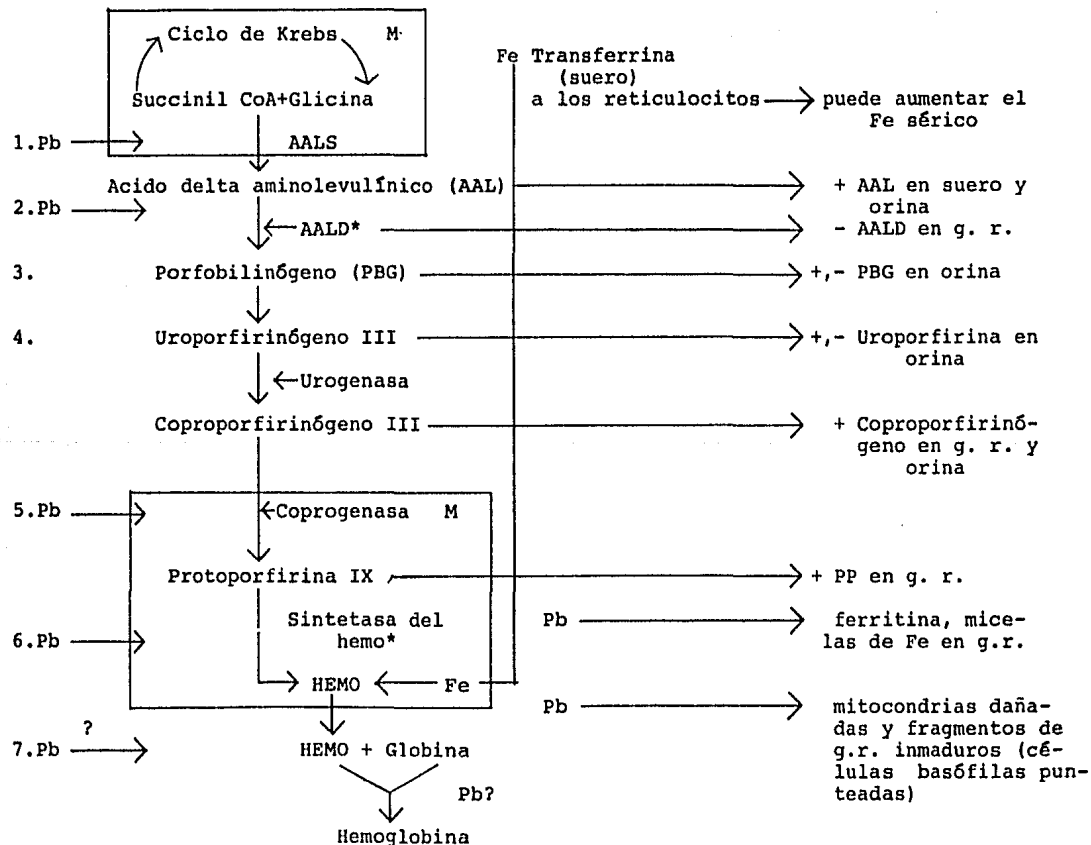 Ciclo de Krebs M
Fe Transferrina
(suero)
Succinil CoA+Glicina
a los reticulocitos
puede aumentar el
Fe sérico
1.Pb
AALS
Acido delta aminolevulínico (AAL)
+ AAL en suero y
orina
2.Pb
AALD*
- AALD en g. r.
3.
Porfobilinógeno (PBG)
+,- PBG en orina
4.
Uroporfirinógeno III
+,- Uroporfirina en
orina
Urogenasa
Coproporfirinógeno III
+ Coproporfirinó-
geno en g. r. y
orina
5.Pb
Coprogenasa M
Protoporfirina IX
+ PP en g. r.
Sintetasa del
hemo*
Pb
ferritina, mice-
las de Fe en g.r.
6.Pb
HEMO
Fe
Pb
mitocondrias daña-
das y fragmentos de
g.r. inmaduros (cé-
lulas basófilas pun-
teadas)
?
7.Pb
HEMO + Globina
Pb?
Hemoglobina